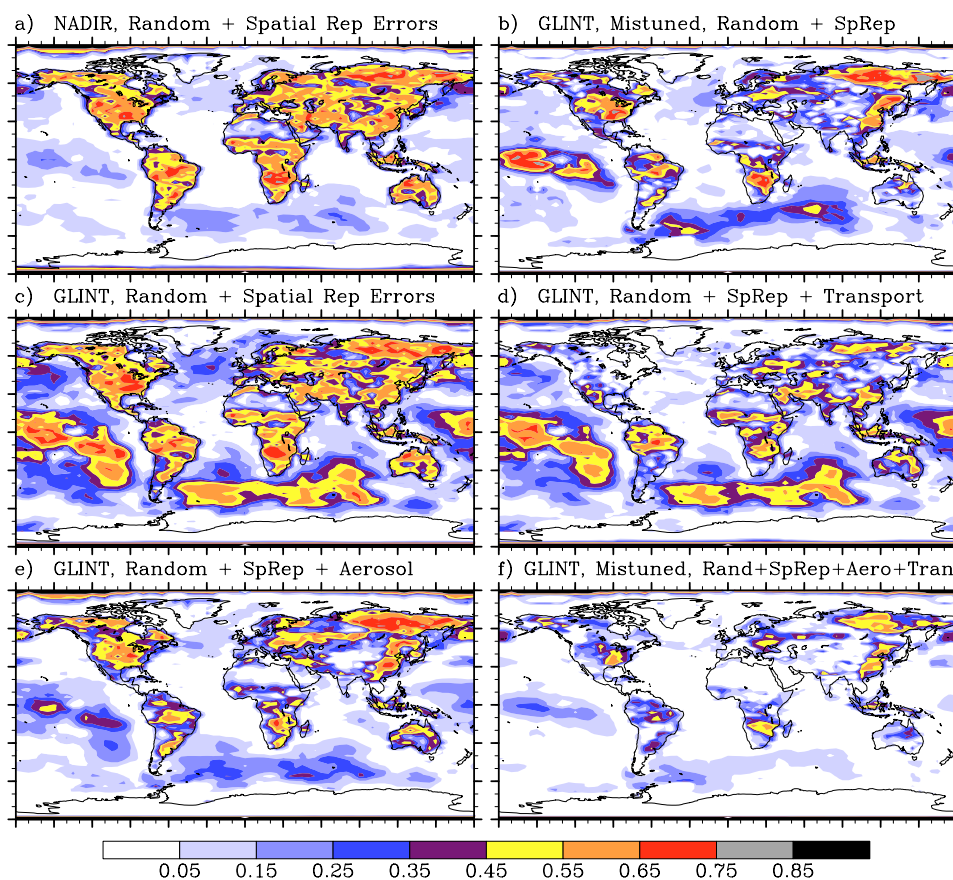 a) NADIR, Random + Spatial Rep Errors
b) GLINT, Mistuned, Random + SpRep
c) GLINT, Random + Spatial Rep Errors
d) GLINT, Random + SpRep + Transport
e) GLINT, Random + SpRep + Aerosol
f) GLINT, Mistuned, Rand+SpRep+Aero+Tran
0.05 0.15 0.25 0.35 0.45 0.55 0.65 0.75 0.85